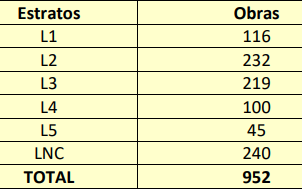 Estratos Obras
L1 116
L2 232
L3 219
L4 100
L5 45
LNC 240
TOTAL 952